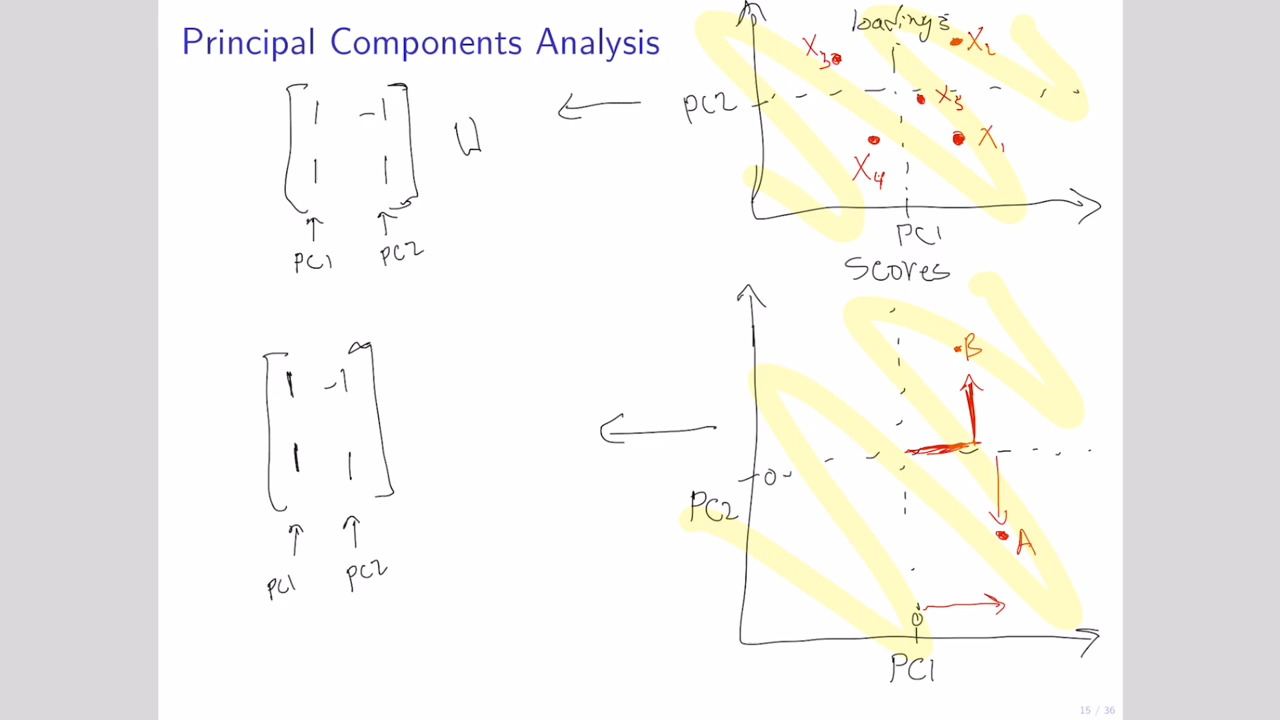 Principal Components Analysis
1 -1
1 1
W
PC1 PC2
loadings
X3 X2
PC2 X5
X1
X4
PC1
Scores
1 -1
1 1
PC1 PC2
B
0
PC2
A
0
PC1
15 / 36